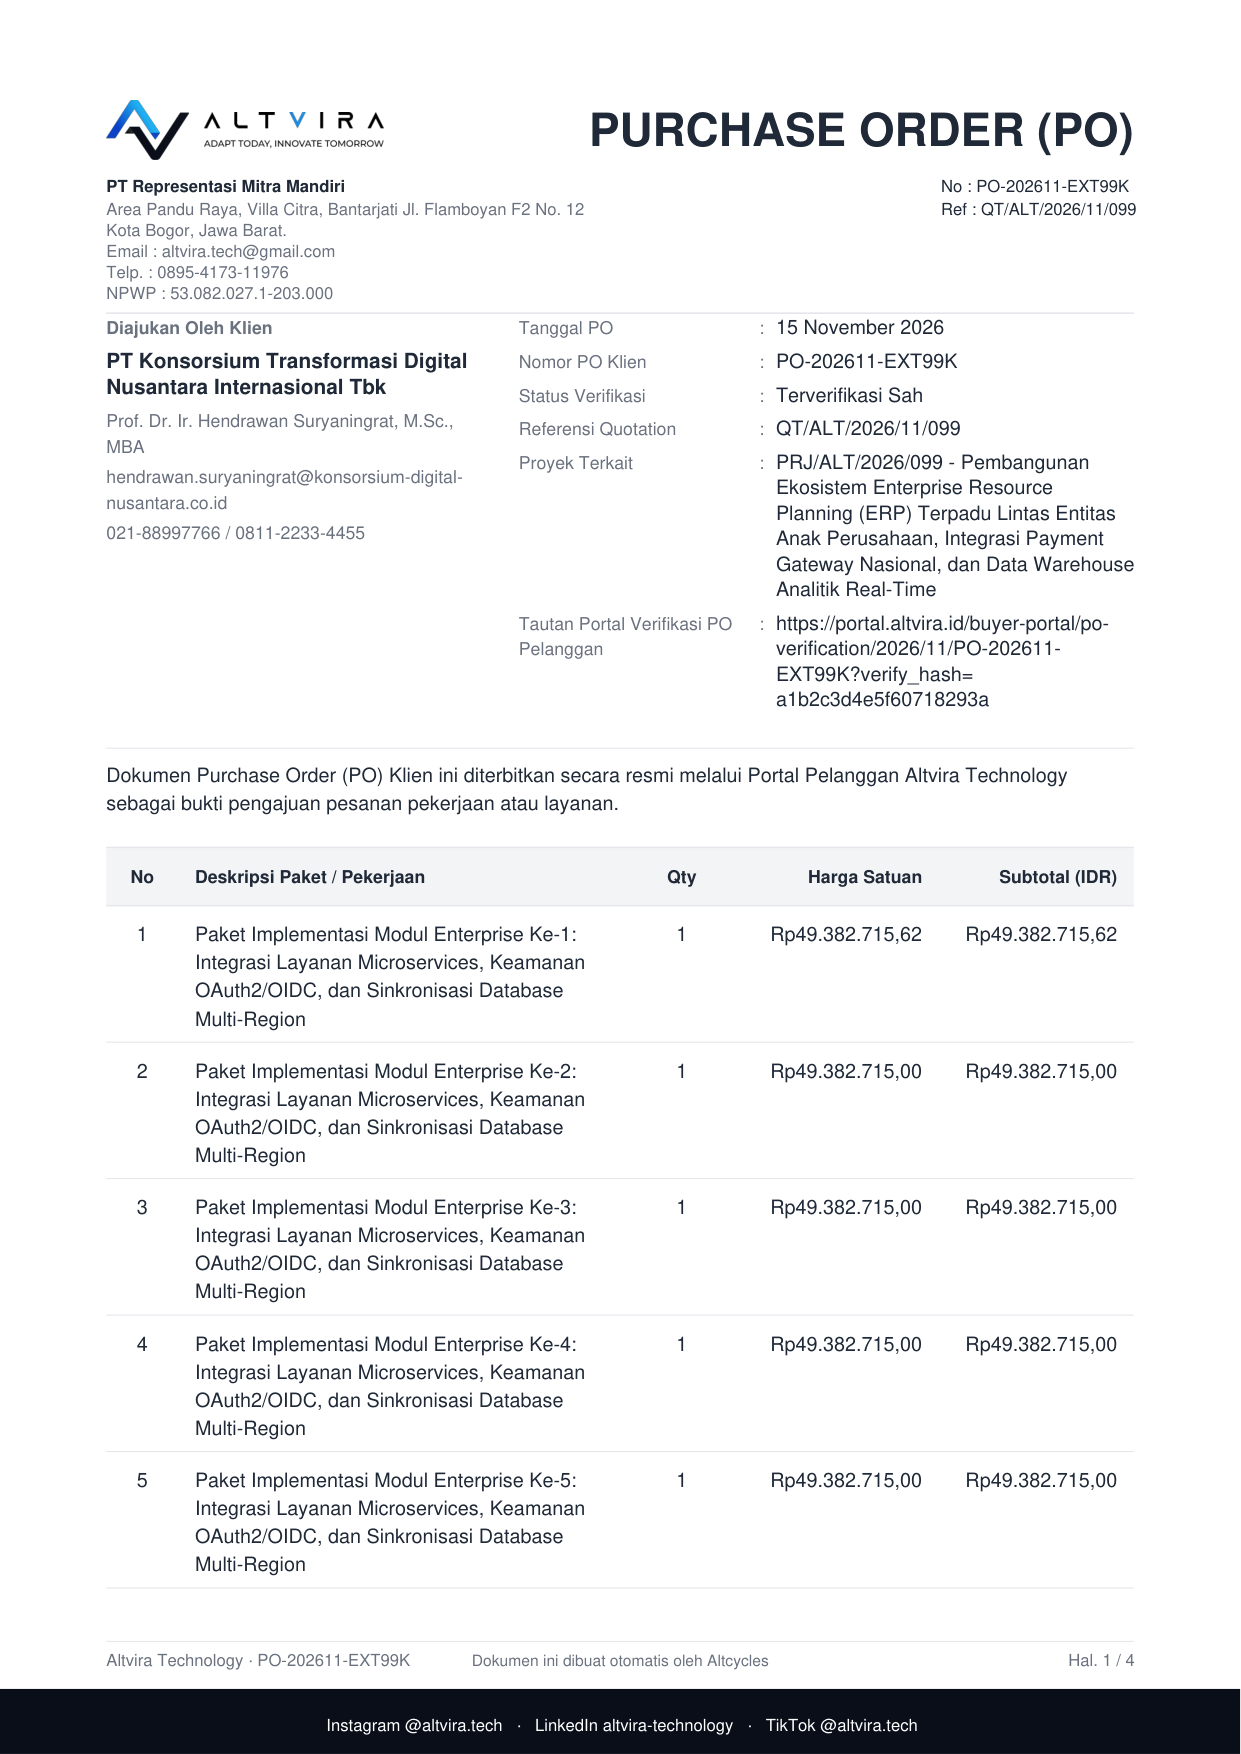 ALTVIRA
ADAPT TODAY, INNOVATE TOMORROW
PURCHASE ORDER (PO)
PT Representasi Mitra Mandiri
Area Pandu Raya, Villa Citra, Bantarjati Jl. Flamboyan F2 No. 12
Kota Bogor, Jawa Barat.
Email : altvira.tech@gmail.com
Telp. : 0895-4173-11976
NPWP : 53.082.027.1-203.000
No : PO-202611-EXT99K
Ref : QT/ALT/2026/11/099
Diajukan Oleh Klien
PT Konsorsium Transformasi Digital
Nusantara Internasional Tbk
Prof. Dr. Ir. Hendrawan Suryaningrat, M.Sc.,
MBA
hendrawan.suryaningrat@konsorsium-digital-
nusantara.co.id
021-88997766 / 0811-2233-4455
Tanggal PO : 15 November 2026
Nomor PO Klien : PO-202611-EXT99K
Status Verifikasi : Terverifikasi Sah
Referensi Quotation : QT/ALT/2026/11/099
Proyek Terkait : PRJ/ALT/2026/099 - Pembangunan
Ekosistem Enterprise Resource
Planning (ERP) Terpadu Lintas Entitas
Anak Perusahaan, Integrasi Payment
Gateway Nasional, dan Data Warehouse
Analitik Real-Time
Tautan Portal Verifikasi PO : https://portal.altvira.id/buyer-portal/po-
Pelanggan verification/2026/11/PO-202611-
EXT99K?verify_hash=
a1b2c3d4e5f60718293a
Dokumen Purchase Order (PO) Klien ini diterbitkan secara resmi melalui Portal Pelanggan Altvira Technology
sebagai bukti pengajuan pesanan pekerjaan atau layanan.
No Deskripsi Paket / Pekerjaan Qty Harga Satuan Subtotal (IDR)
1 Paket Implementasi Modul Enterprise Ke-1: 1 Rp49.382.715,62 Rp49.382.715,62
Integrasi Layanan Microservices, Keamanan
OAuth2/OIDC, dan Sinkronisasi Database
Multi-Region
2 Paket Implementasi Modul Enterprise Ke-2: 1 Rp49.382.715,00 Rp49.382.715,00
Integrasi Layanan Microservices, Keamanan
OAuth2/OIDC, dan Sinkronisasi Database
Multi-Region
3 Paket Implementasi Modul Enterprise Ke-3: 1 Rp49.382.715,00 Rp49.382.715,00
Integrasi Layanan Microservices, Keamanan
OAuth2/OIDC, dan Sinkronisasi Database
Multi-Region
4 Paket Implementasi Modul Enterprise Ke-4: 1 Rp49.382.715,00 Rp49.382.715,00
Integrasi Layanan Microservices, Keamanan
OAuth2/OIDC, dan Sinkronisasi Database
Multi-Region
5 Paket Implementasi Modul Enterprise Ke-5: 1 Rp49.382.715,00 Rp49.382.715,00
Integrasi Layanan Microservices, Keamanan
OAuth2/OIDC, dan Sinkronisasi Database
Multi-Region
Altvira Technology · PO-202611-EXT99K Dokumen ini dibuat otomatis oleh Altcycles Hal. 1 / 4
Instagram @altvira.tech · LinkedIn altvira-technology · TikTok @altvira.tech